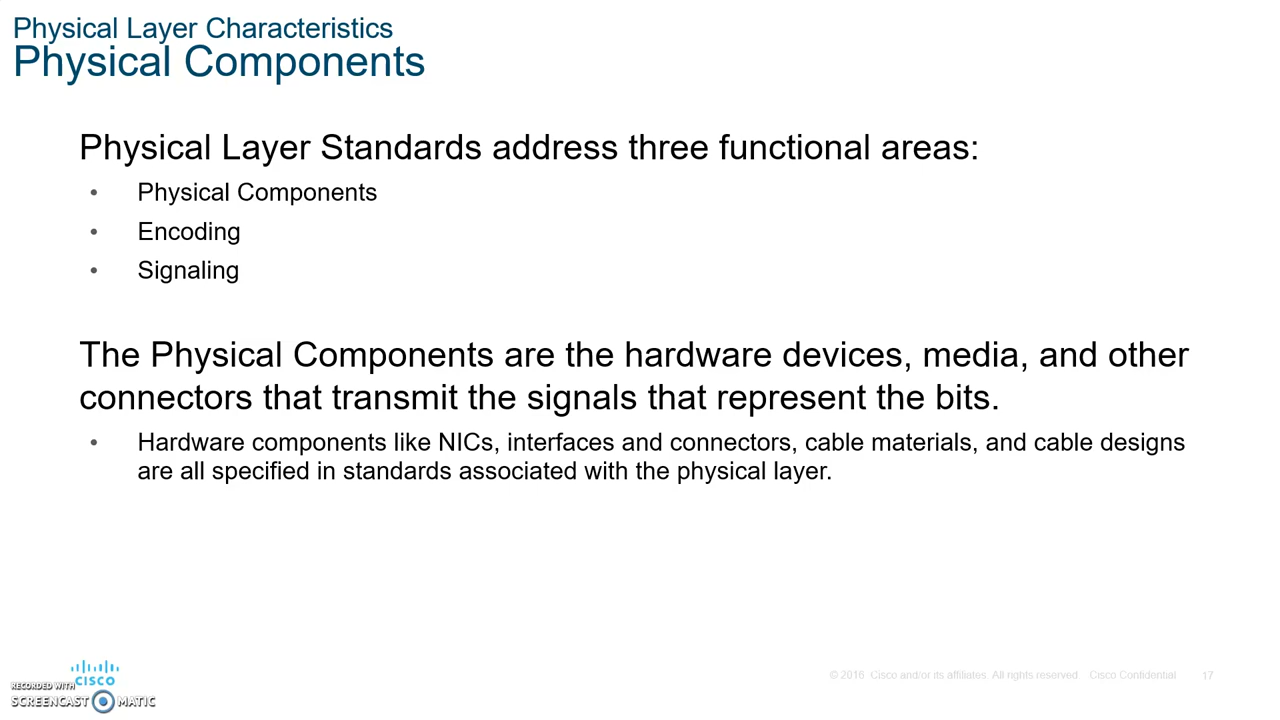 Physical Layer Characteristics
Physical Components
Physical Layer Standards address three functional areas:
• Physical Components
• Encoding
• Signaling
The Physical Components are the hardware devices, media, and other
connectors that transmit the signals that represent the bits.
• Hardware components like NICs, interfaces and connectors, cable materials, and cable designs
are all specified in standards associated with the physical layer.
CISCO
RECORDED WITH
SCREENCAST MATIC
© 2016 Cisco and/or its affiliates. All rights reserved. Cisco Confidential 17